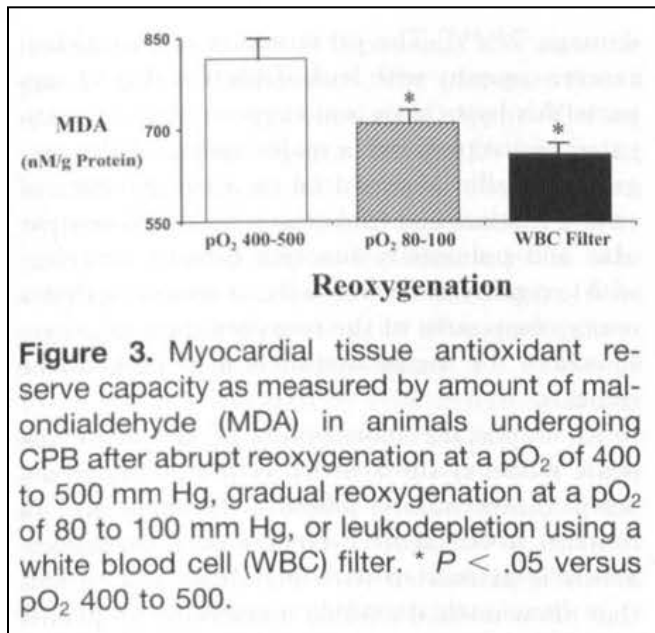 850
MDA
700
(nM/g Protein)
550
* *
pO₂ 400-500 pO₂ 80-100 WBC Filter
Reoxygenation
Figure 3. Myocardial tissue antioxidant re-
serve capacity as measured by amount of mal-
ondialdehyde (MDA) in animals undergoing
CPB after abrupt reoxygenation at a pO₂ of 400
to 500 mm Hg, gradual reoxygenation at a pO₂
of 80 to 100 mm Hg, or leukodepletion using a
white blood cell (WBC) filter. * P < .05 versus
pO₂ 400 to 500.